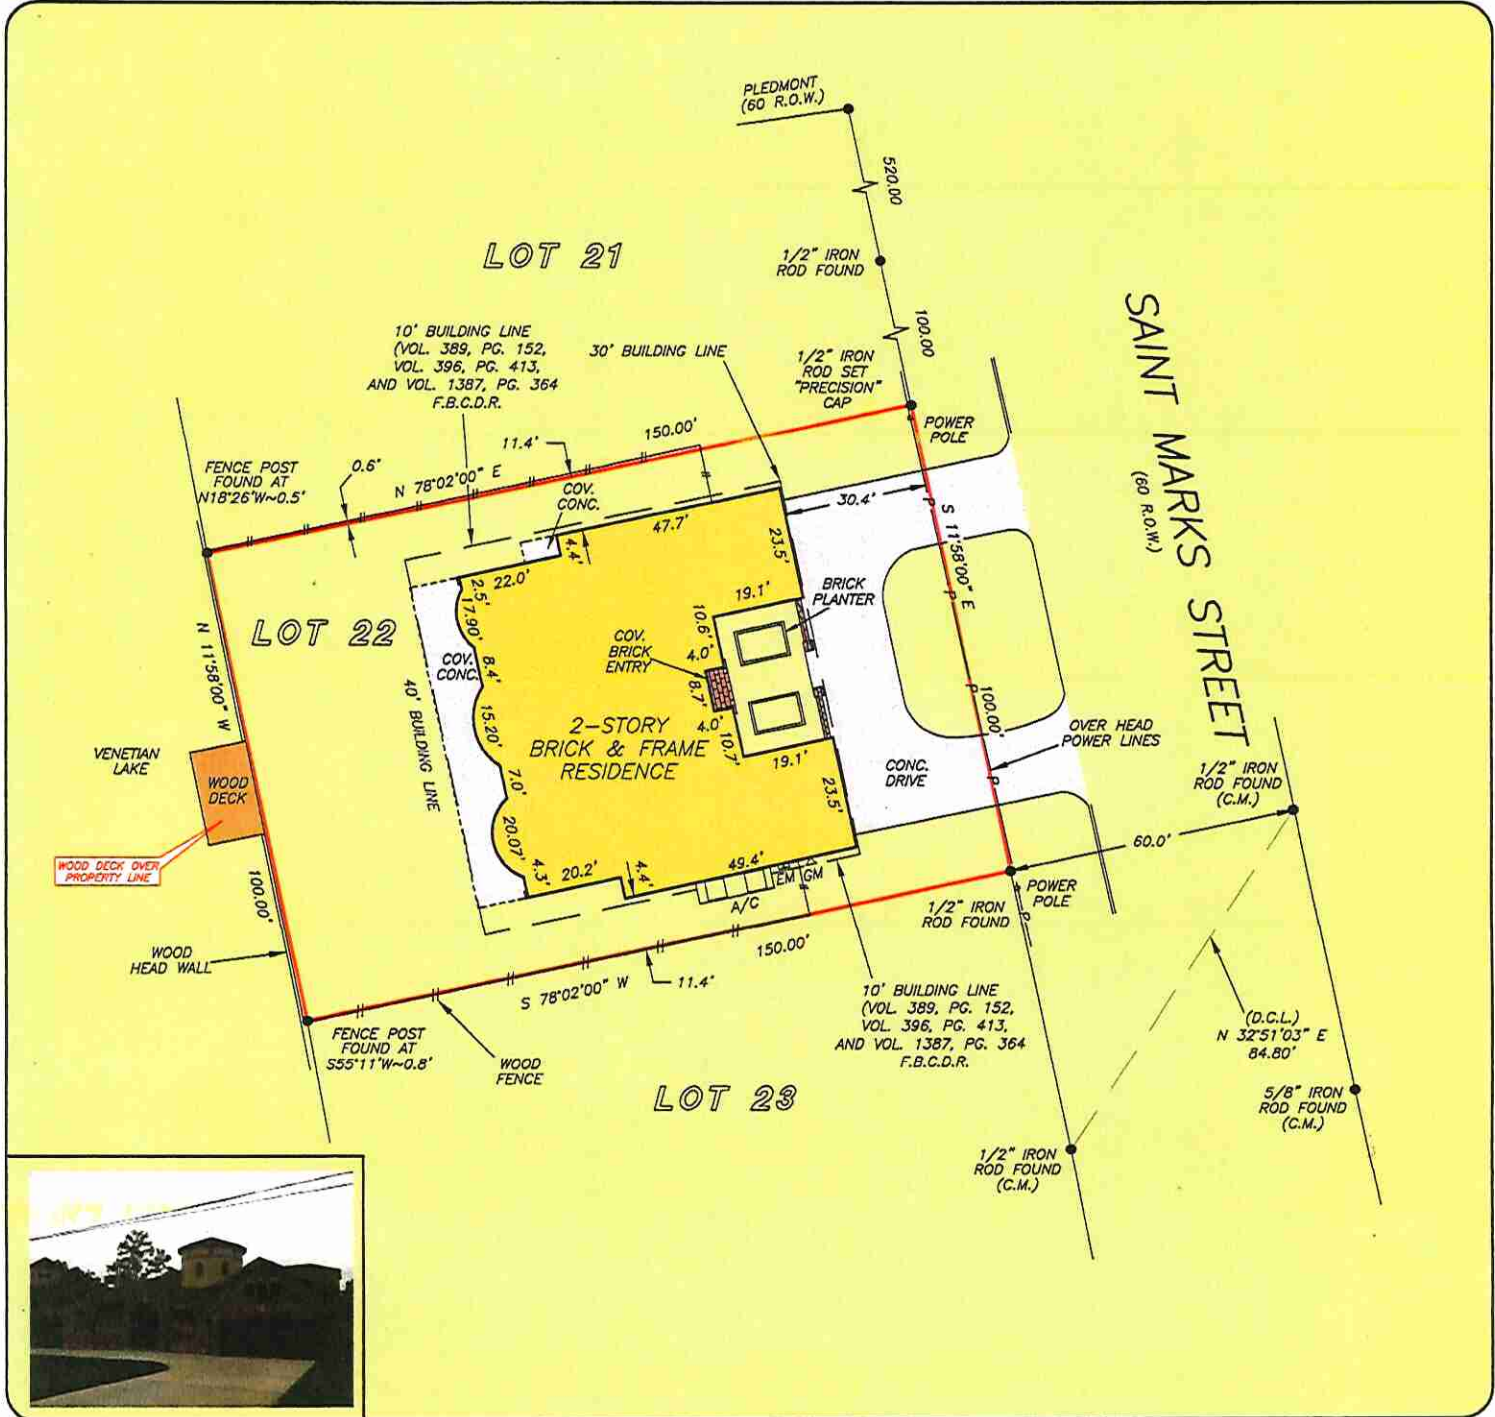 PLEDMONT
(60 R.O.W.)
520.00
LOT 21
1/2" IRON
ROD FOUND
100.00
SAINT MARKS STREET
(60 R.O.W.)
10' BUILDING LINE
(VOL. 389, PG. 152,
VOL. 396, PG. 413,
AND VOL. 1387, PG. 364
F.B.C.D.R.
30' BUILDING LINE
1/2" IRON
ROD SET
"PRECISION"
CAP
POWER
POLE
11.4'
150.00'
FENCE POST
FOUND AT
N18°26'W~0.5'
0.6'
N 78°02'00" E
COV.
CONC.
47.7'
4.4'
30.4'
23.5'
S 11°58'00" E
P
P
P
P
P
P
100.00'
22.0'
2.5'
17.90'
8.4'
15.20'
7.0'
20.07'
4.3'
19.1'
BRICK
PLANTER
10.6'
4.0'
8.7'
4.0'
10.7'
19.1'
COV.
BRICK
ENTRY
LOT 22
N 11°58'00" W
COV.
CONC.
40' BUILDING LINE
2-STORY
BRICK & FRAME
RESIDENCE
CONC.
DRIVE
OVER HEAD
POWER LINES
23.5'
VENETIAN
LAKE
WOOD
DECK
WOOD DECK OVER
PROPERTY LINE
100.00'
1/2" IRON
ROD FOUND
(C.M.)
60.0'
20.2'
4.4'
49.4'
EM
GM
A/C
1/2" IRON
ROD FOUND
POWER
POLE
WOOD
HEAD WALL
S 78°02'00" W
11.4'
150.00'
10' BUILDING LINE
(VOL. 389, PG. 152,
VOL. 396, PG. 413,
AND VOL. 1387, PG. 364
F.B.C.D.R.
(D.C.L.)
N 32°51'03" E
84.80'
FENCE POST
FOUND AT
S55°11'W~0.8'
WOOD
FENCE
LOT 23
5/8" IRON
ROD FOUND
(C.M.)
1/2" IRON
ROD FOUND
(C.M.)